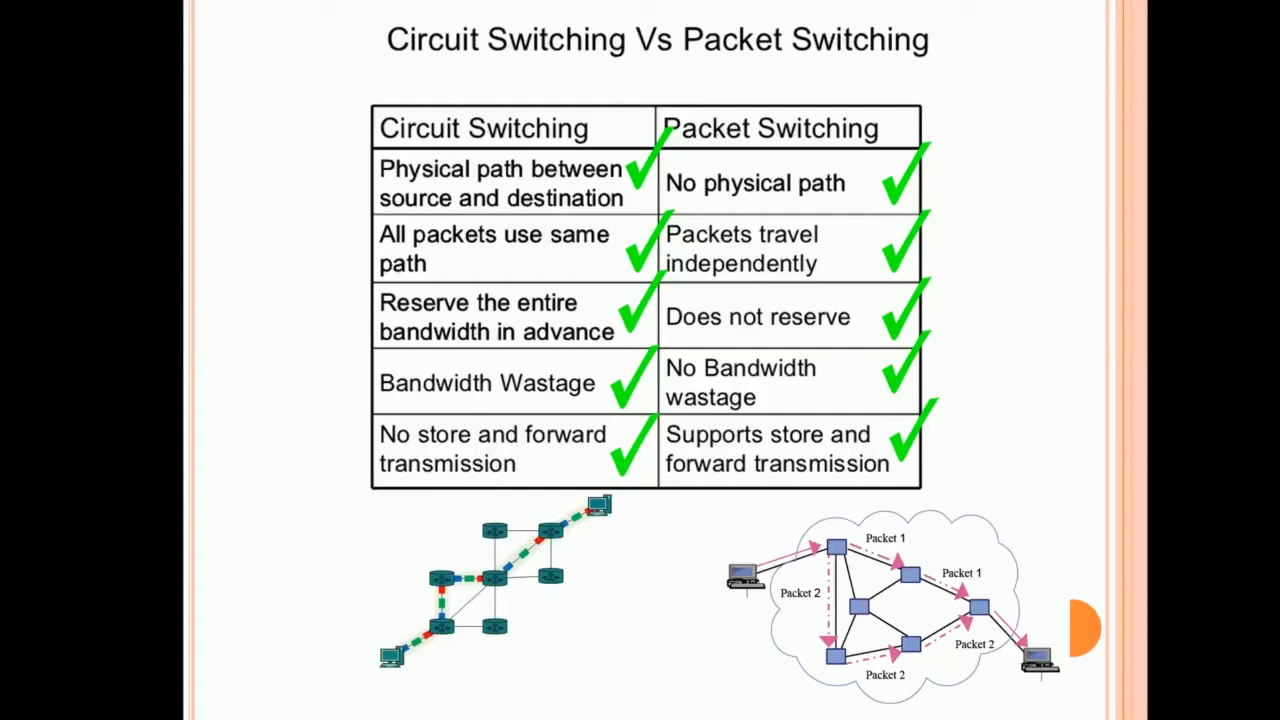 Circuit Switching Vs Packet Switching
Circuit Switching
Packet Switching
Physical path between
source and destination
No physical path
All packets use same
path
Packets travel
independently
Reserve the entire
bandwidth in advance
Does not reserve
Bandwidth Wastage
No Bandwidth
wastage
No store and forward
transmission
Supports store and
forward transmission
Packet 1
Packet 1
Packet 2
Packet 2
Packet 2